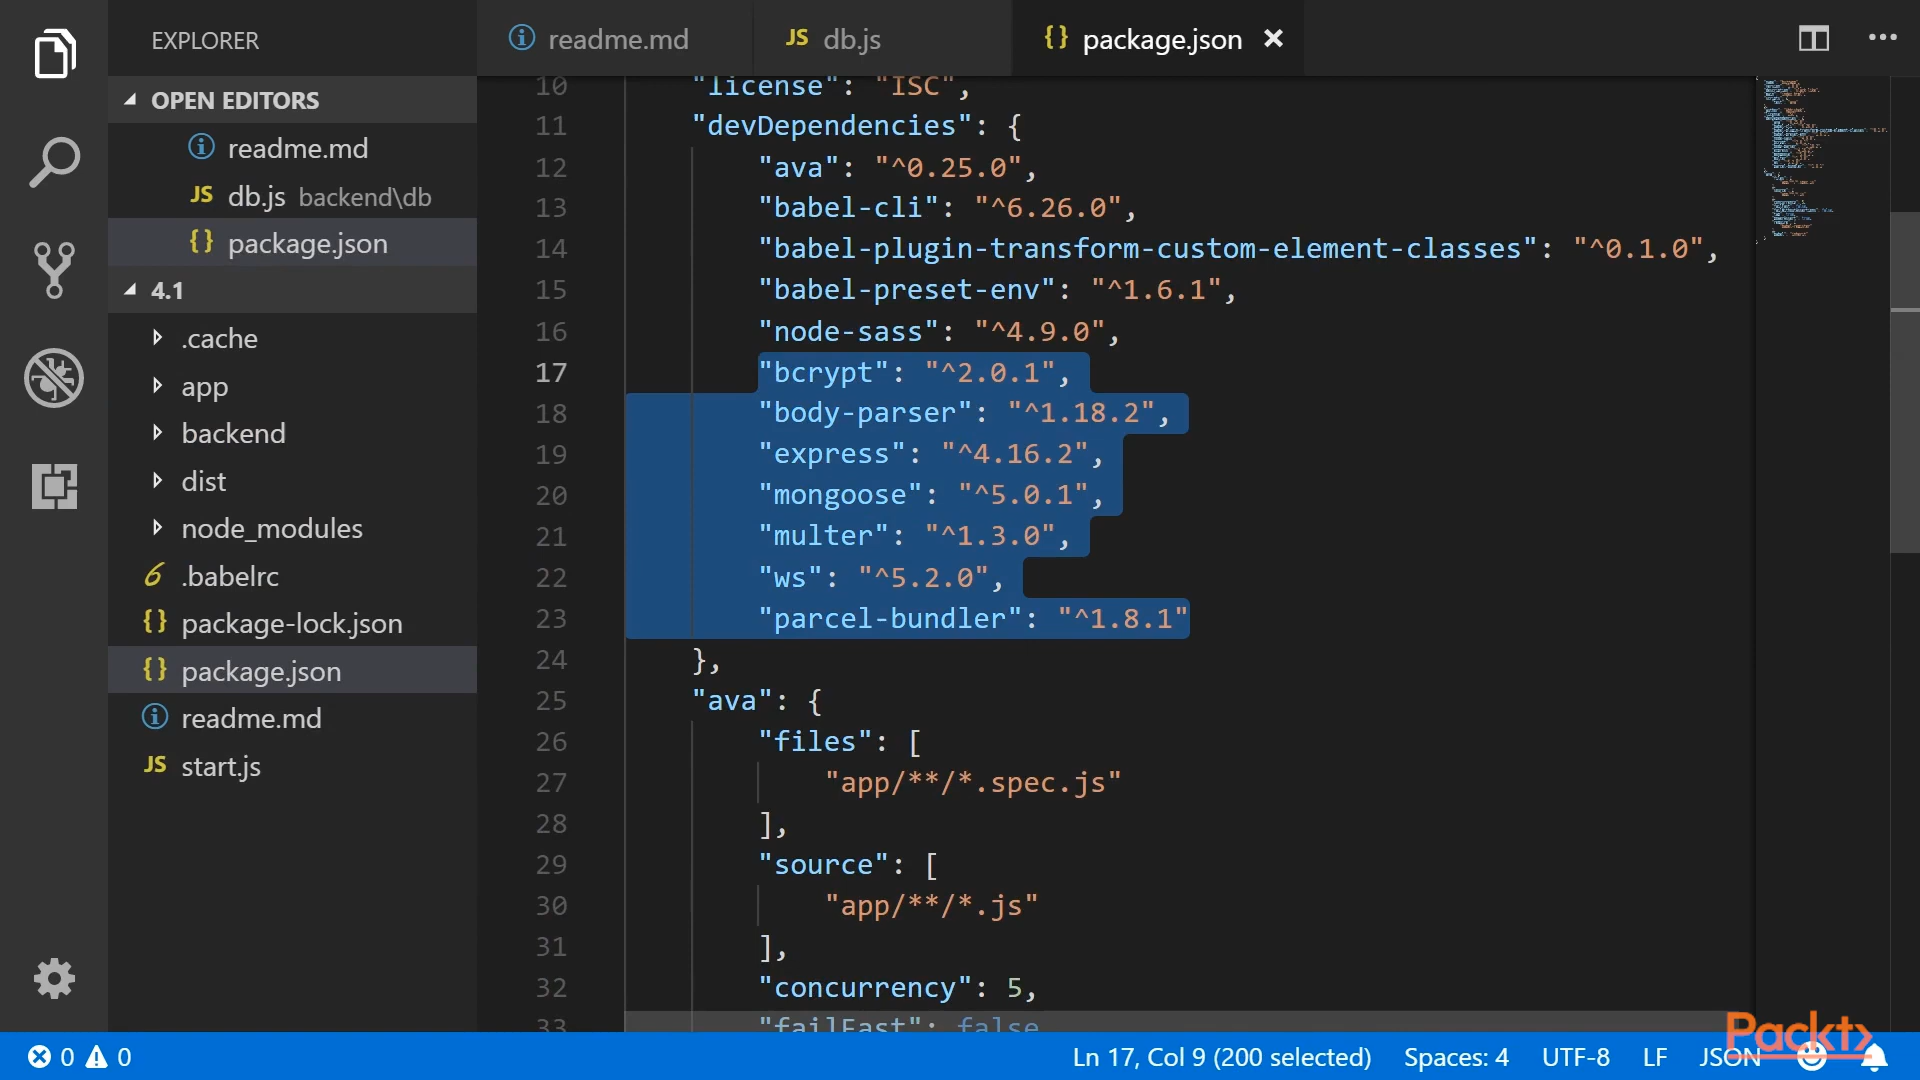 EXPLORER
OPEN EDITORS
readme.md
JS db.js backend\db
{} package.json
4.1
.cache
app
backend
dist
node_modules
.babelrc
{} package-lock.json
{} package.json
readme.md
JS start.js
readme.md JS db.js {} package.json
10 "license": "ISC",
11 "devDependencies": {
12 "ava": "^0.25.0",
13 "babel-cli": "^6.26.0",
14 "babel-plugin-transform-custom-element-classes": "^0.1.0",
15 "babel-preset-env": "^1.6.1",
16 "node-sass": "^4.9.0",
17 "bcrypt": "^2.0.1",
18 "body-parser": "^1.18.2",
19 "express": "^4.16.2",
20 "mongoose": "^5.0.1",
21 "multer": "^1.3.0",
22 "ws": "^5.2.0",
23 "parcel-bundler": "^1.8.1"
24 },
25 "ava": {
26 "files": [
27 "app/**/*.spec.js"
28 ],
29 "source": [
30 "app/**/*.js"
31 ],
32 "concurrency": 5,
33 "failFast": false
Packt>
0 0 Ln 17, Col 9 (200 selected) Spaces: 4 UTF-8 LF JSON